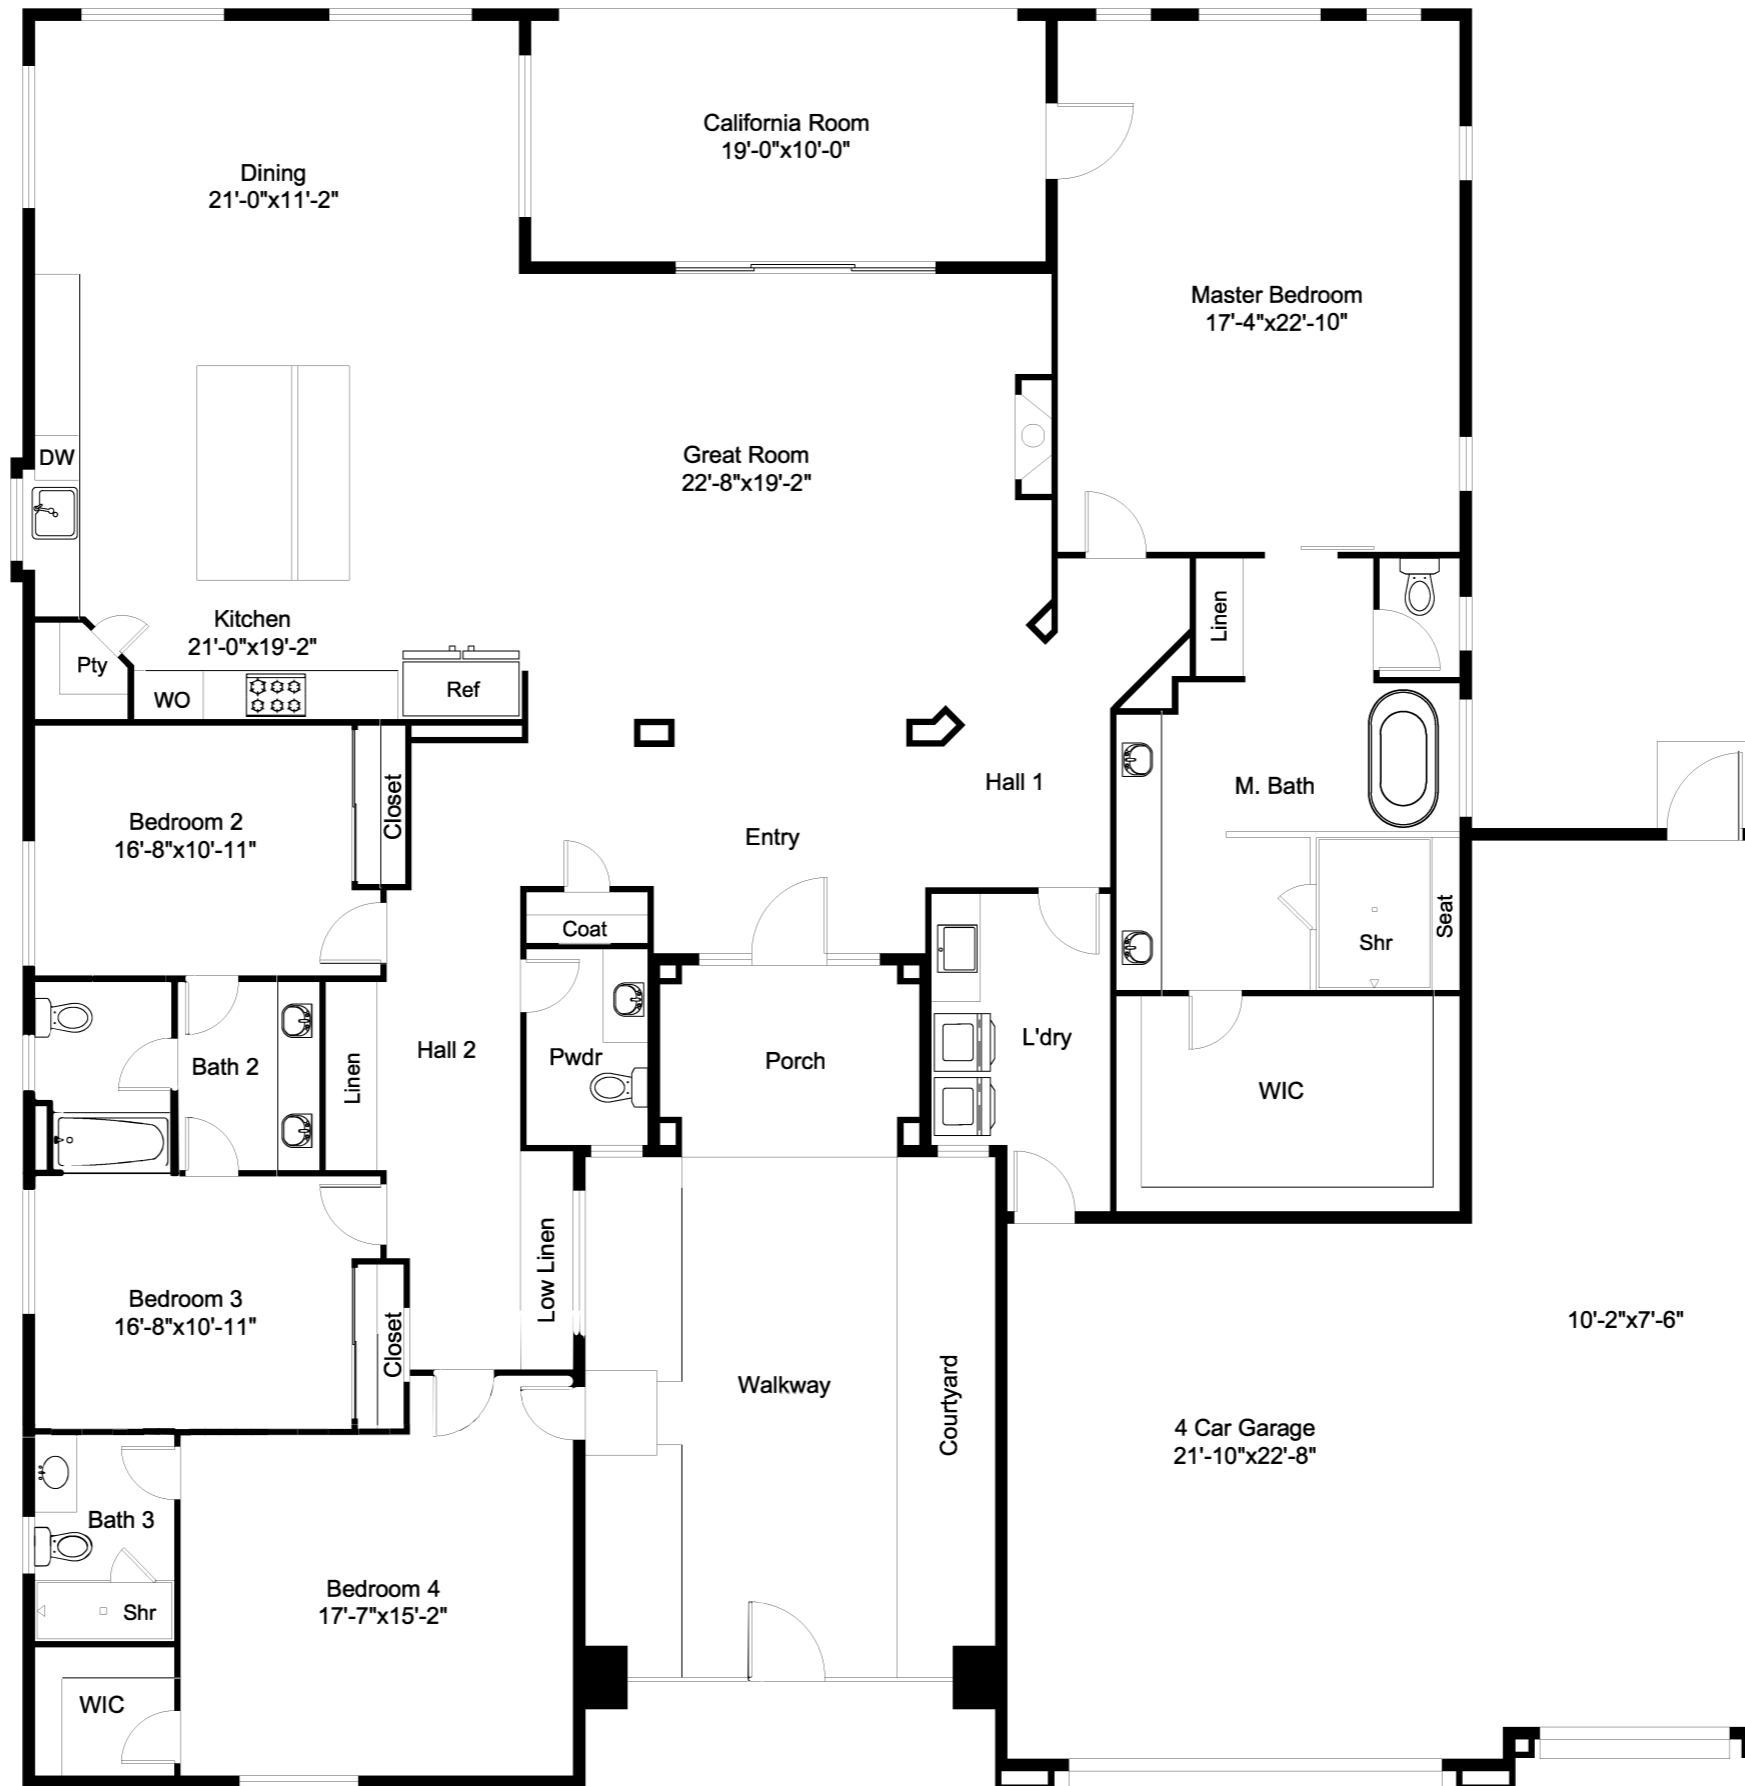 California Room
19'-0"x10'-0"
Dining
21'-0"x11'-2"
Master Bedroom
17'-4"x22'-10"
DW
Great Room
22'-8"x19'-2"
Kitchen
21'-0"x19'-2"
Linen
Pty
WO
Ref
Hall 1
M. Bath
Closet
Bedroom 2
16'-8"x10'-11"
Entry
Coat
Seat
Shr
L'dry
Hall 2
Pwdr
Porch
Bath 2
Linen
WIC
Low Linen
Bedroom 3
16'-8"x10'-11"
Closet
10'-2"x7'-6"
Walkway
Courtyard
4 Car Garage
21'-10"x22'-8"
Bath 3
Bedroom 4
17'-7"x15'-2"
Shr
WIC